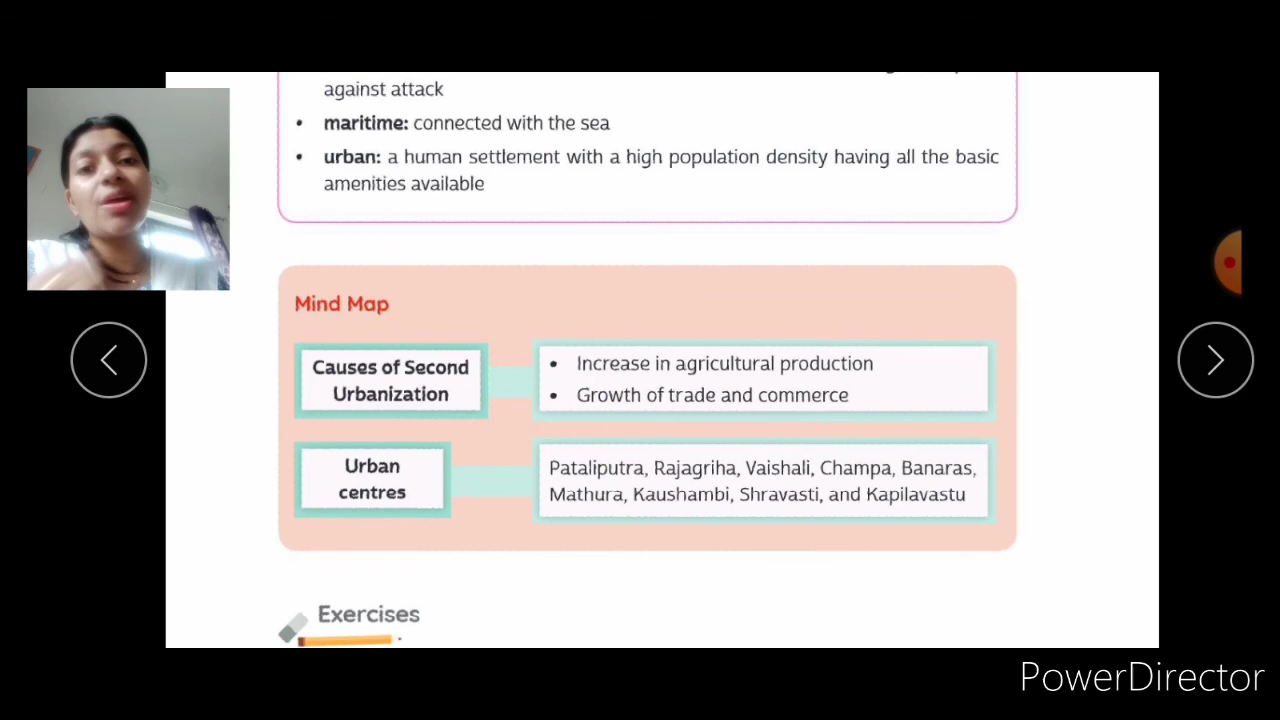 against attack
• maritime: connected with the sea
• urban: a human settlement with a high population density having all the basic
amenities available
Mind Map
Causes of Second
Urbanization
• Increase in agricultural production
• Growth of trade and commerce
Urban
centres
Pataliputra, Rajagriha, Vaishali, Champa, Banaras,
Mathura, Kaushambi, Shravasti, and Kapilavastu
Exercises
PowerDirector